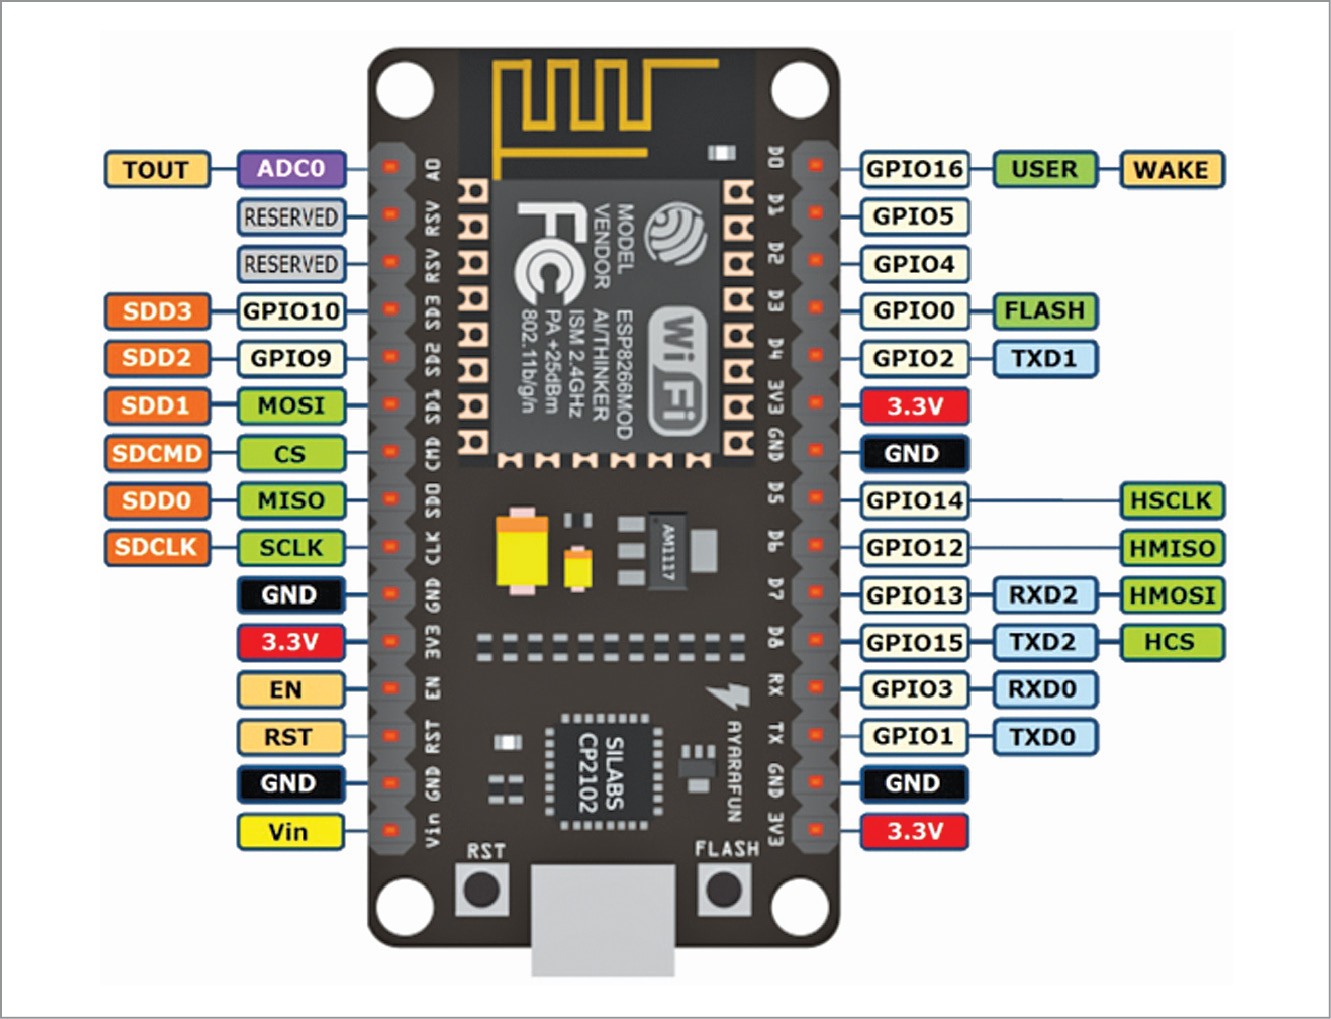 TOUT ADC0 A0 D0 GPIO16 USER WAKE
RESERVED RSV D1 GPIO5
RESERVED RSV D2 GPIO4
SDD3 GPIO10 SD3 D3 GPIO0 FLASH
SDD2 GPIO9 SD2 D4 GPIO2 TXD1
SDD1 MOSI SD1 3V3 3.3V
SDCMD CS CMD GND GND
SDD0 MISO SD0 D5 GPIO14 HSCLK
SDCLK SCLK CLK D6 GPIO12 HMISO
GND GND D7 GPIO13 RXD2 HMOSI
3.3V 3V3 D8 GPIO15 TXD2 HCS
EN EN RX GPIO3 RXD0
RST RST TX GPIO1 TXD0
GND GND GND GND
Vin Vin 3V3 3.3V
FC
MODEL ESP8266MOD
VENDOR AI/THINKER
ISM 2.4GHz
PA +25dBm
802.11b/g/n
WiFi
AM1117
SILABS
CP2102
AYARAFUN
RST
FLASH